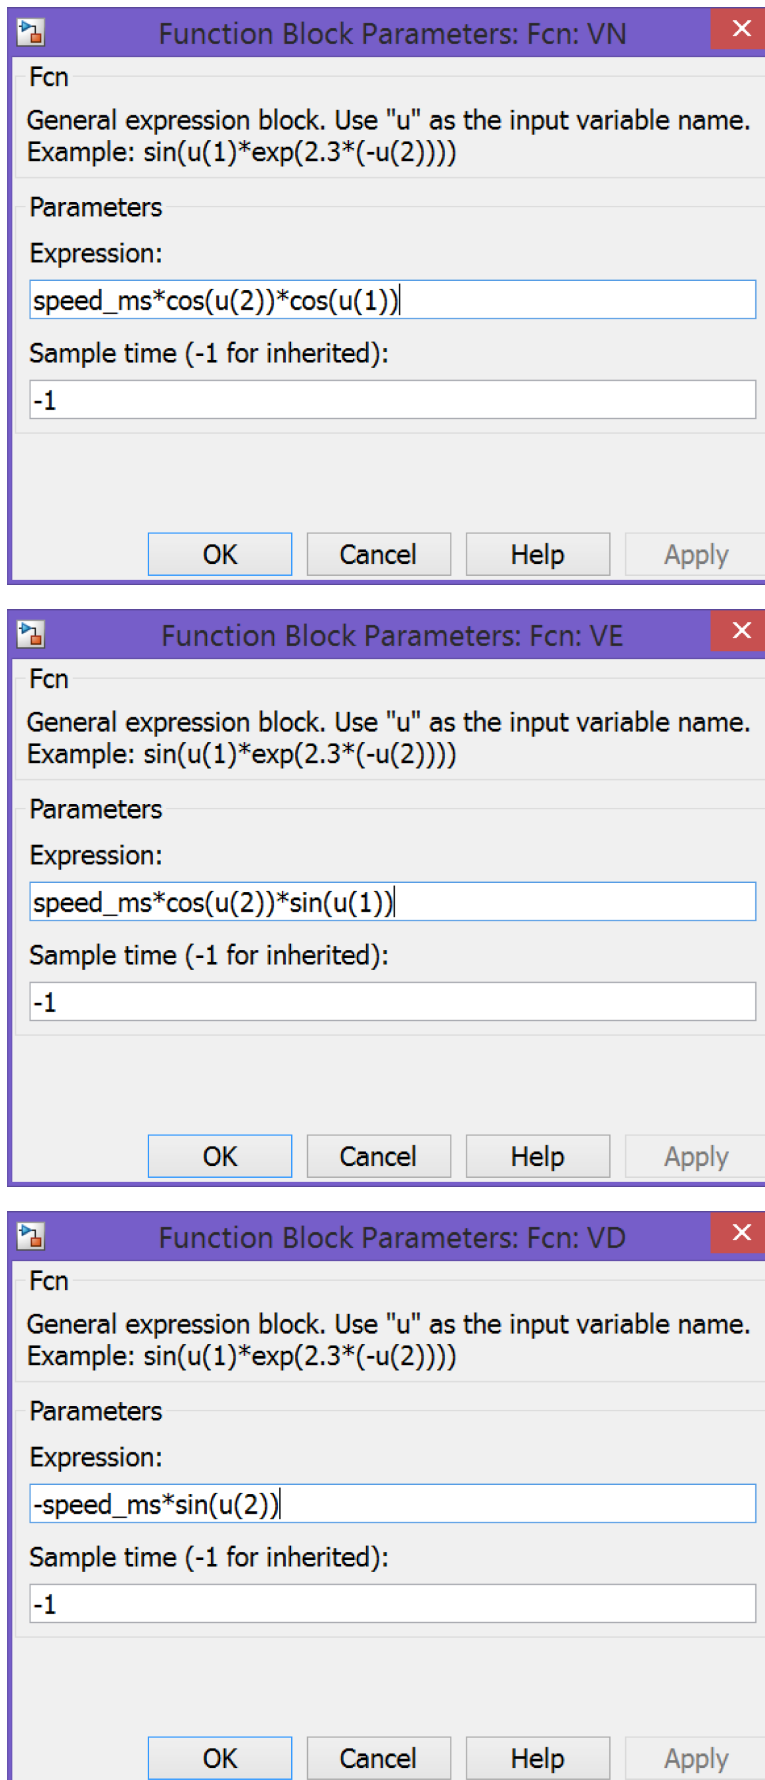 Function Block Parameters: Fcn: VN
Fcn
General expression block. Use "u" as the input variable name.
Example: sin(u(1)*exp(2.3*(-u(2))))
Parameters
Expression:
speed_ms*cos(u(2))*cos(u(1))
Sample time (-1 for inherited):
-1
OK Cancel Help Apply
Function Block Parameters: Fcn: VE
Fcn
General expression block. Use "u" as the input variable name.
Example: sin(u(1)*exp(2.3*(-u(2))))
Parameters
Expression:
speed_ms*cos(u(2))*sin(u(1))
Sample time (-1 for inherited):
-1
OK Cancel Help Apply
Function Block Parameters: Fcn: VD
Fcn
General expression block. Use "u" as the input variable name.
Example: sin(u(1)*exp(2.3*(-u(2))))
Parameters
Expression:
-speed_ms*sin(u(2))
Sample time (-1 for inherited):
-1
OK Cancel Help Apply